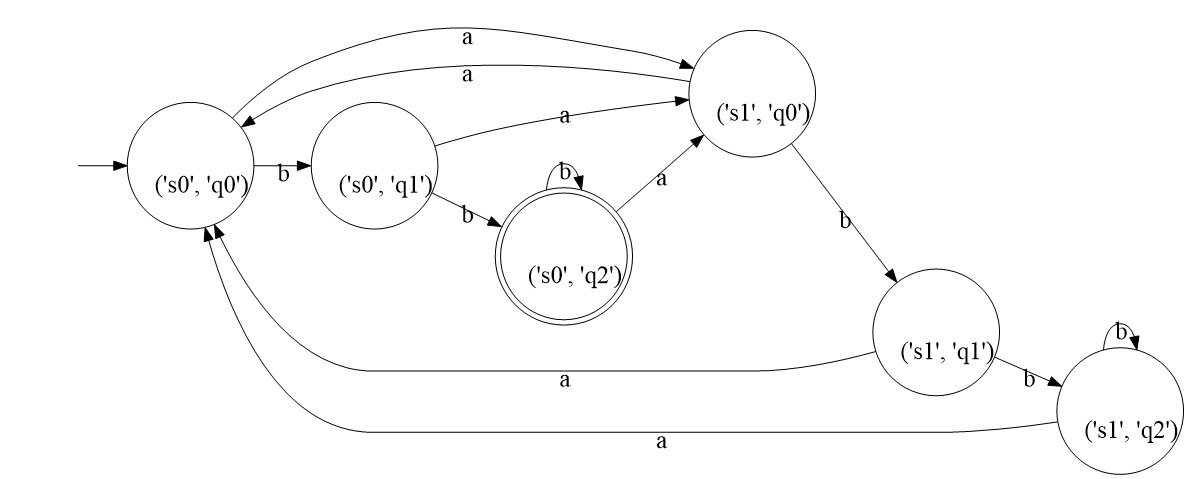 a
a
('s1', 'q0')
a
b
('s0', 'q0')
('s0', 'q1')
b
a
b
b
('s0', 'q2')
b
('s1', 'q1')
a
b
('s1', 'q2')
a